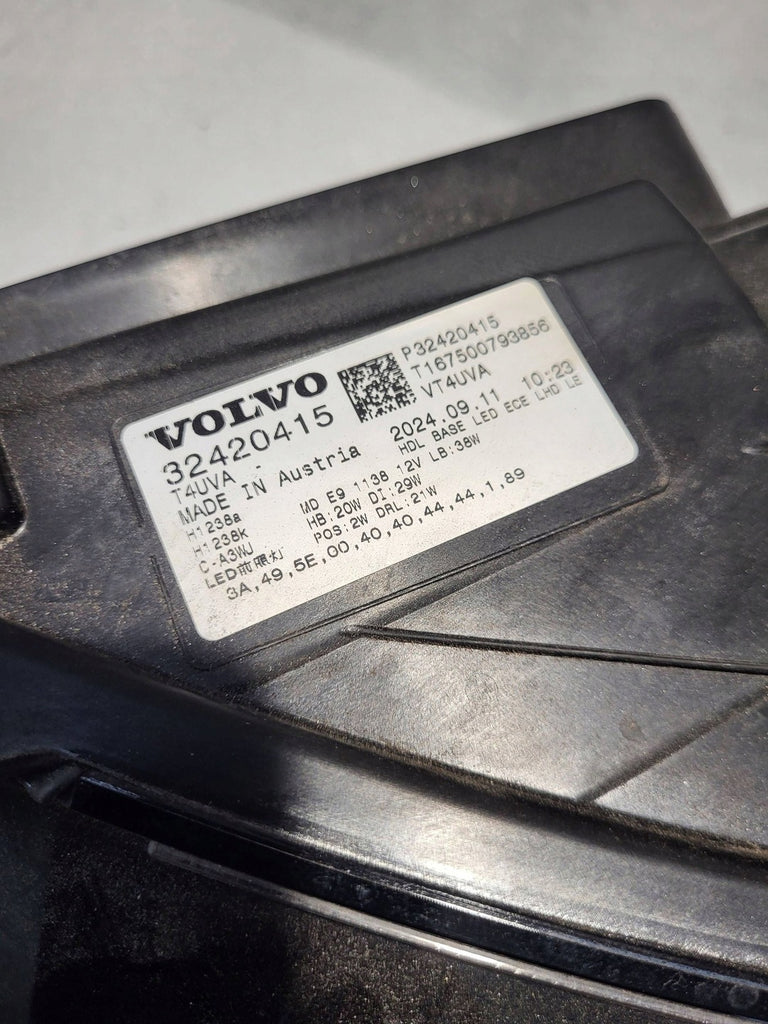 VOLVO
32420415
T4UVA -
MADE IN Austria
P32420415
T167500793856
VT4UVA
2024.09.11 10:23
HDL BASE LED ECE LHD LE
H1238a
H1238k
C-A3WJ
LED前照灯
MD E9 1138 12V LB:38W
HB:20W DI:29W
POS:2W DRL:21W
3A,49,5E,00,40,40,44,44,1,89